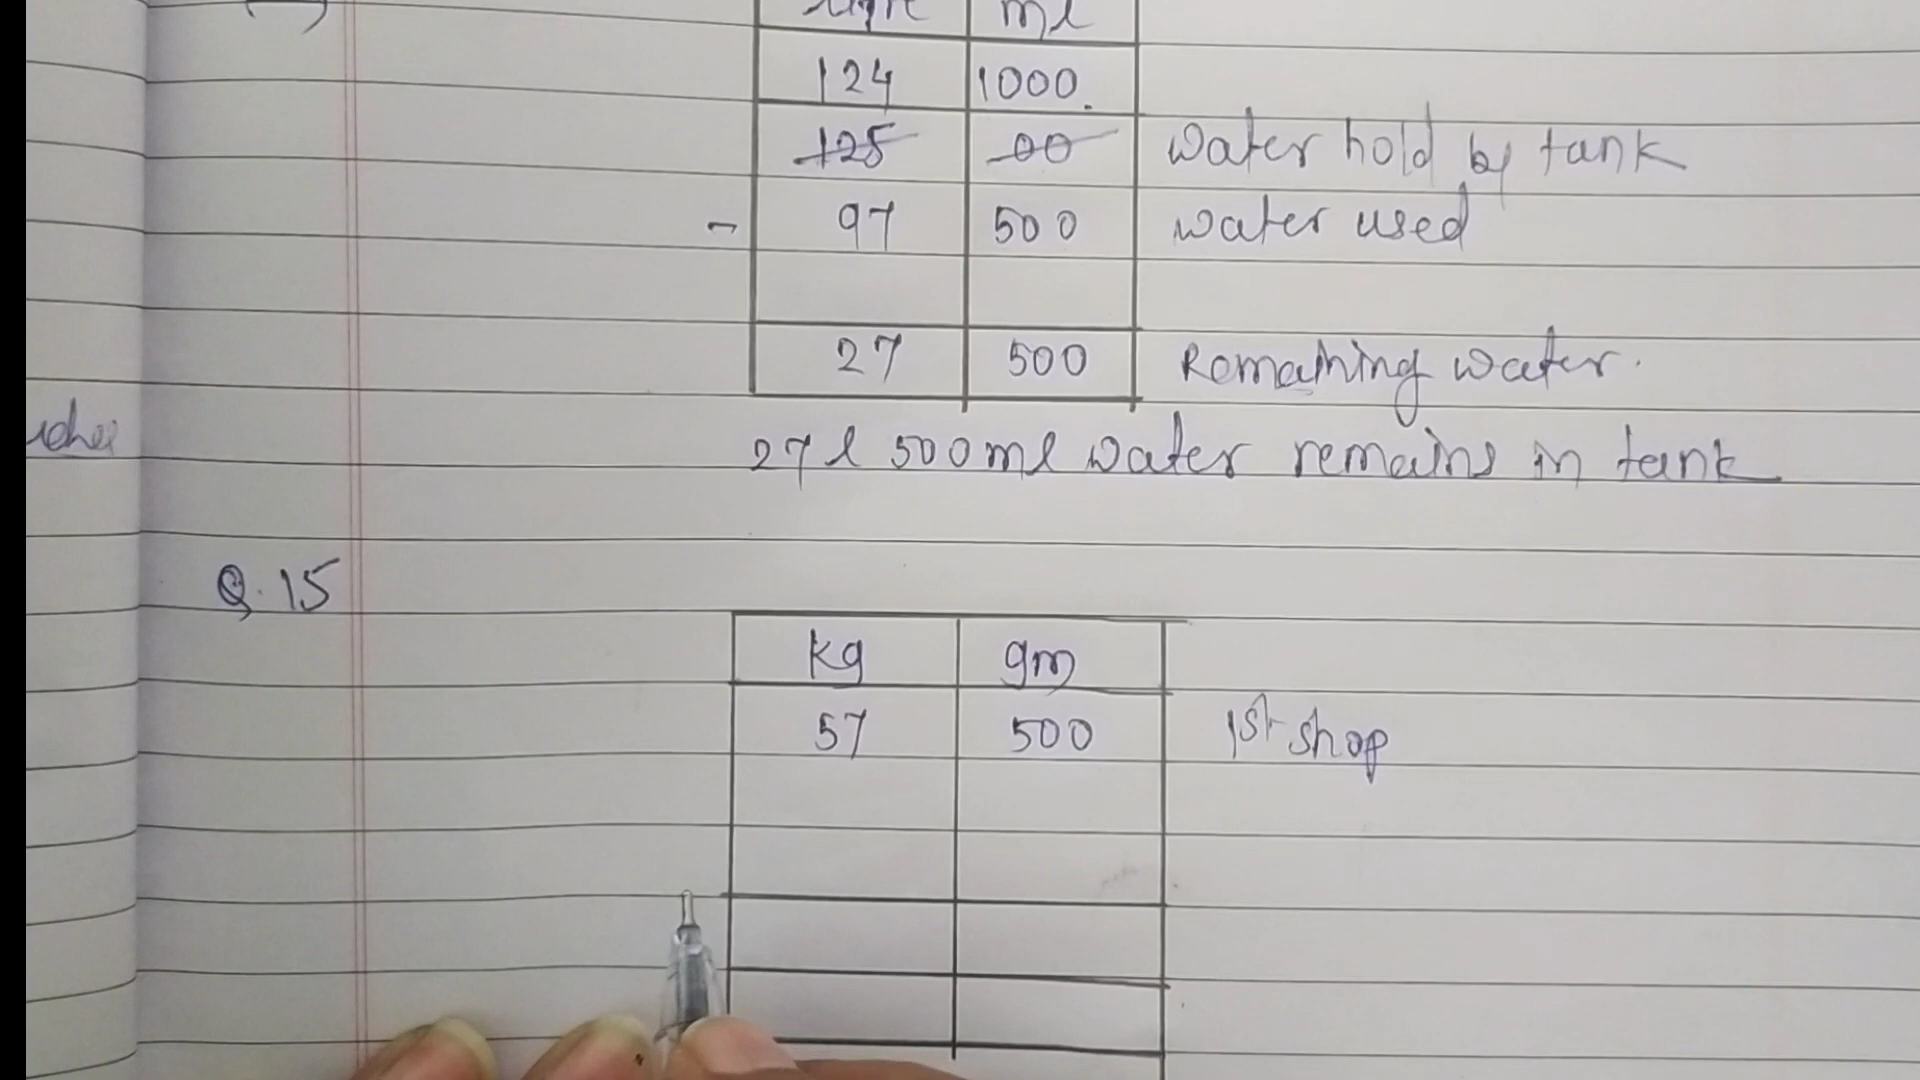 ml
124 1000.
125 00 water hold by tank
- 97 500 water used
27 500 Remaining water.
27 l 500 ml water remains in tank
Q. 15
kg gm
57 500 1st shop